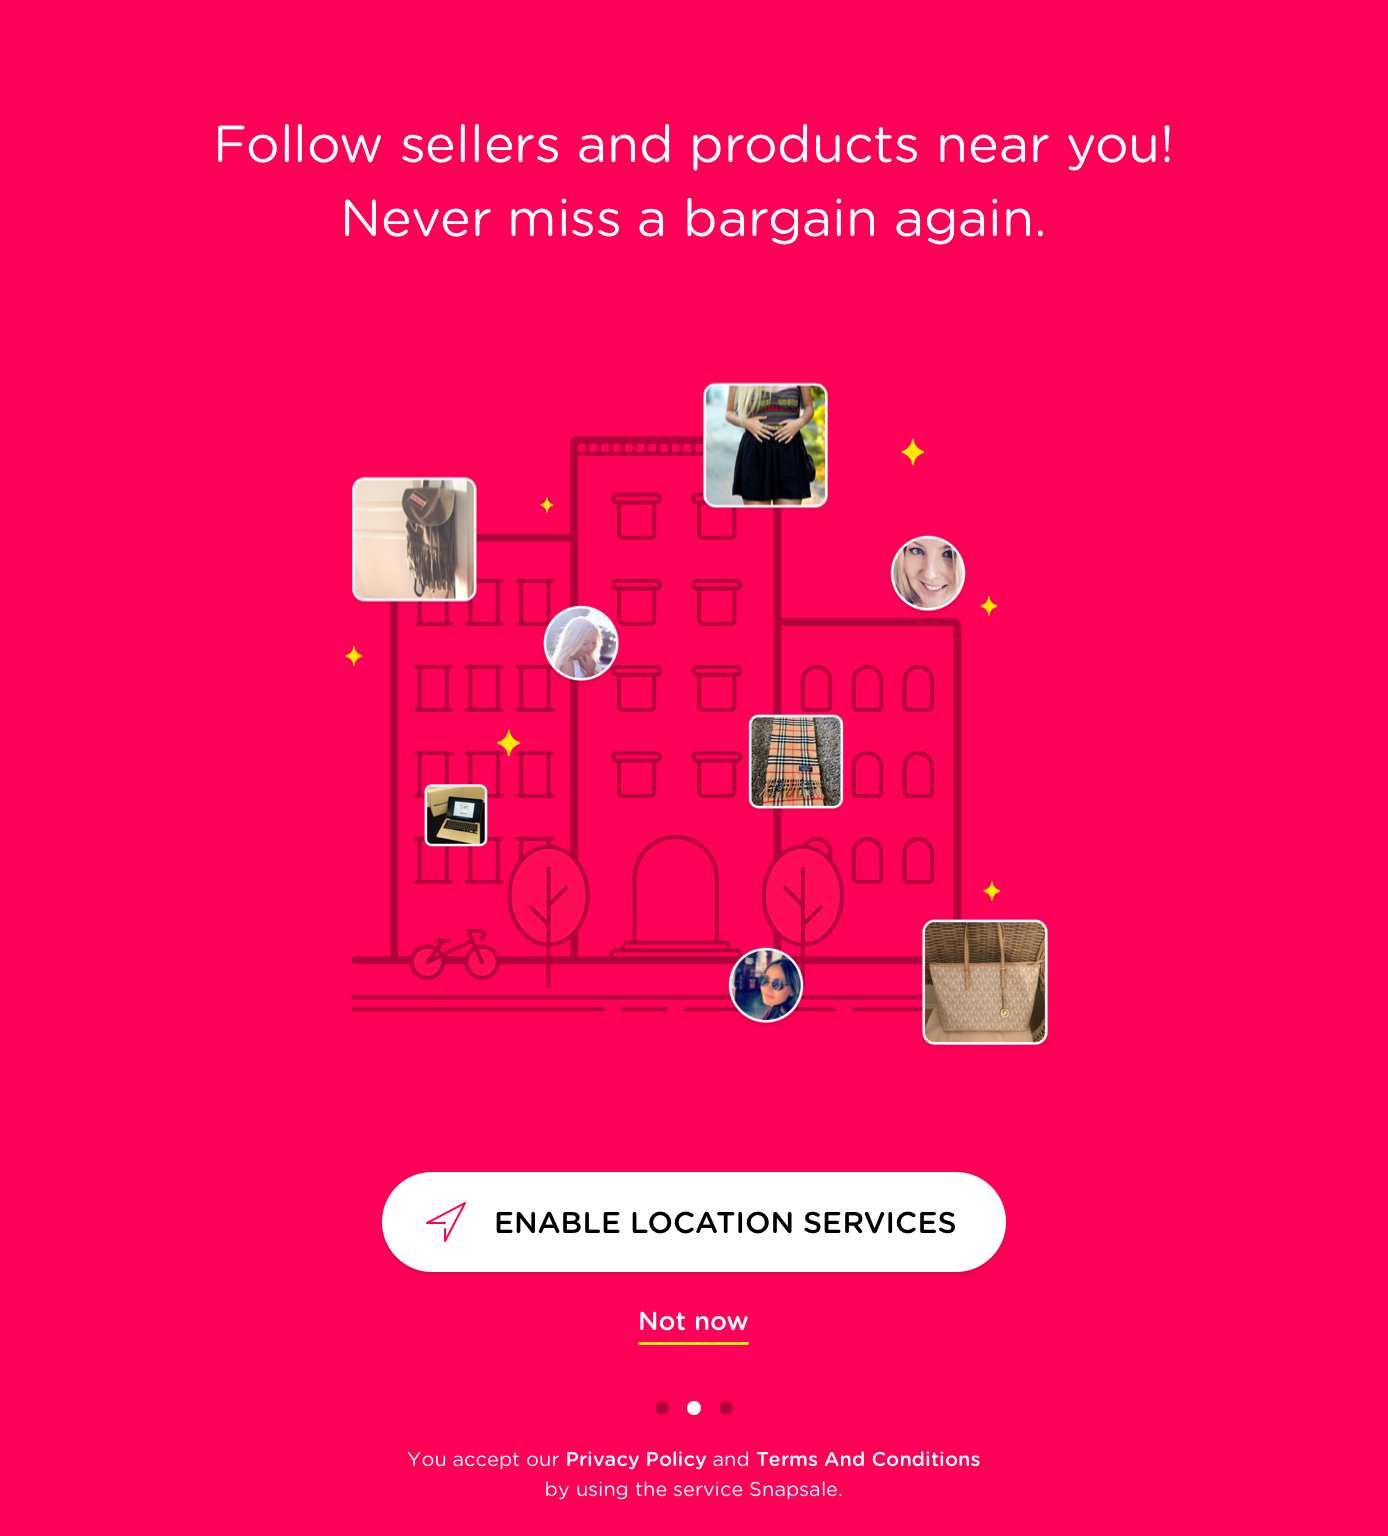 Follow sellers and products near you!
Never miss a bargain again.
ENABLE LOCATION SERVICES
Not now
You accept our Privacy Policy and Terms And Conditions
by using the service Snapsale.